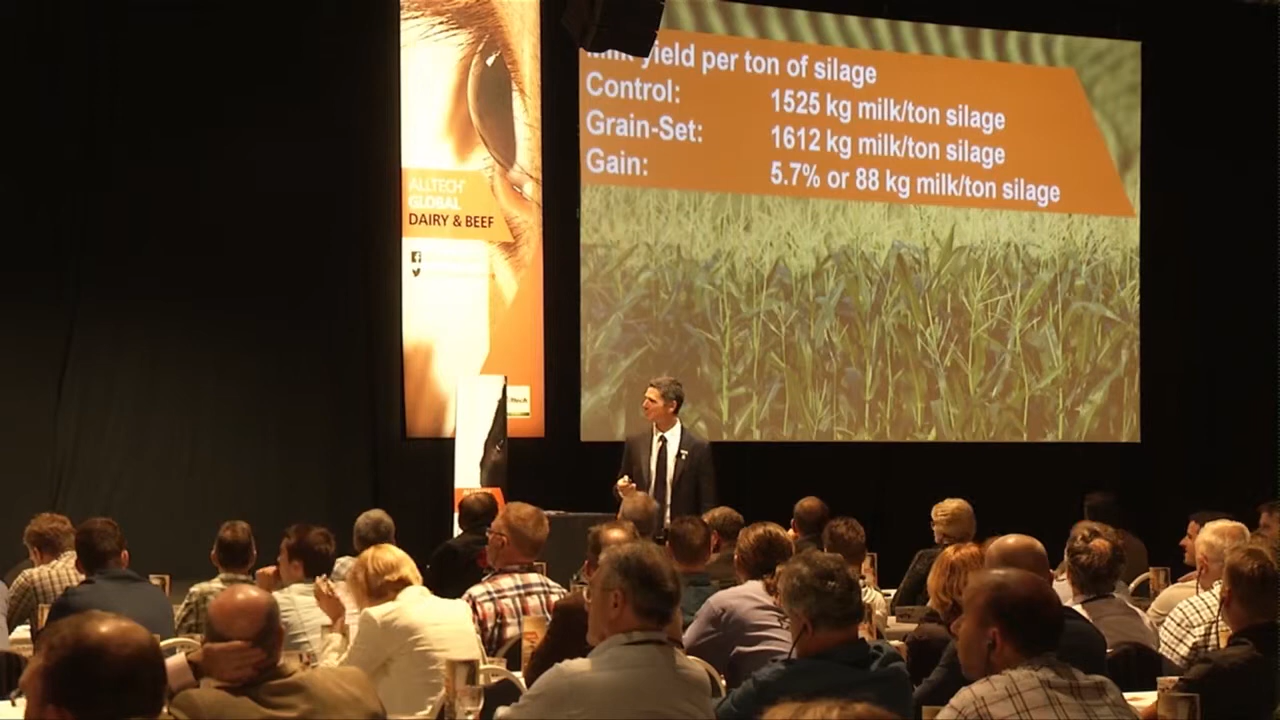 ALLTECH
GLOBAL
DAIRY & BEEF
Milk yield per ton of silage
Control: 1525 kg milk/ton silage
Grain-Set: 1612 kg milk/ton silage
Gain: 5.7% or 88 kg milk/ton silage